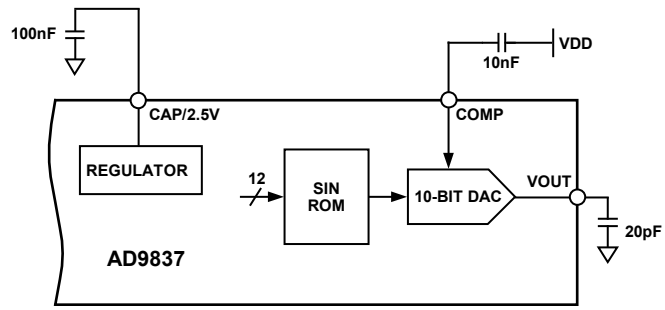 100nF
10nF
VDD
CAP/2.5V
COMP
REGULATOR
12
SIN
ROM
10-BIT DAC
VOUT
20pF
AD9837